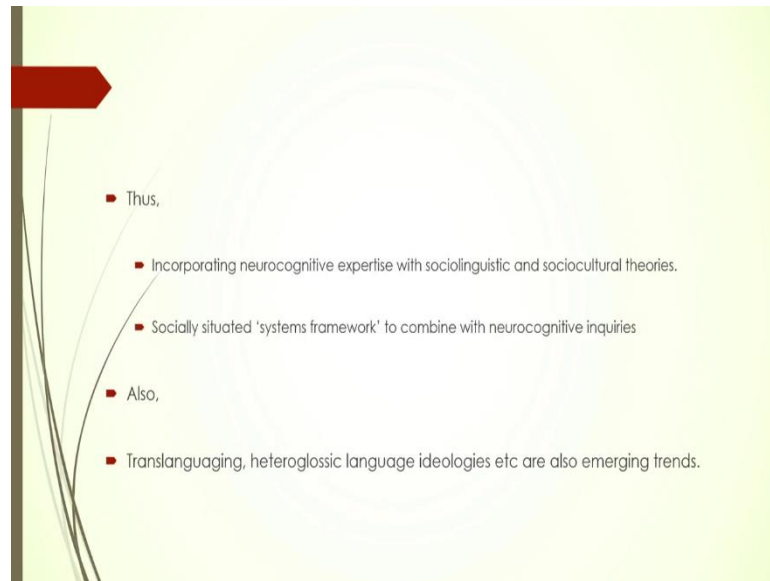 Thus,
Incorporating neurocognitive expertise with sociolinguistic and sociocultural theories.
Socially situated ‘systems framework’ to combine with neurocognitive inquiries
Also,
Translanguaging, heteroglossic language ideologies etc are also emerging trends.